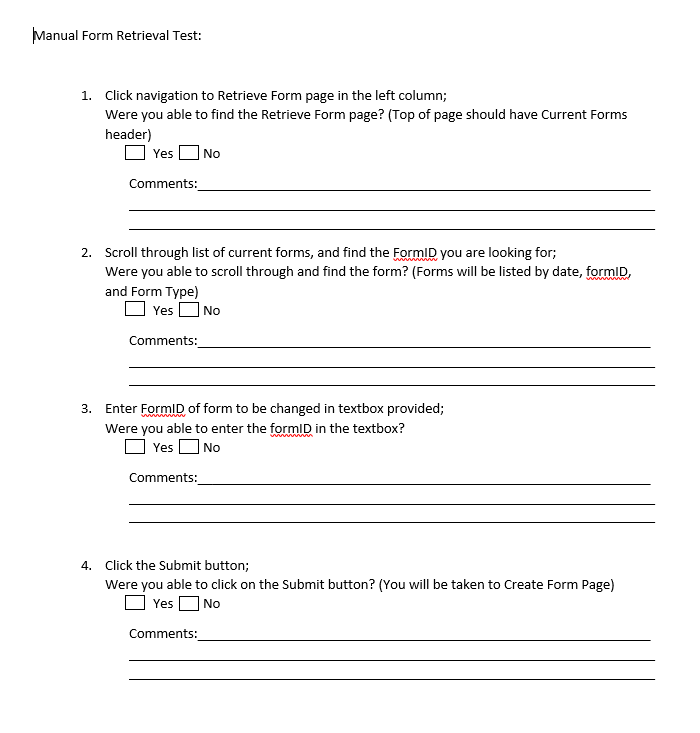 Manual Form Retrieval Test:
1. Click navigation to Retrieve Form page in the left column;
Were you able to find the Retrieve Form page? (Top of page should have Current Forms
header)
Yes No
Comments:
2. Scroll through list of current forms, and find the FormID you are looking for;
Were you able to scroll through and find the form? (Forms will be listed by date, formID,
and Form Type)
Yes No
Comments:
3. Enter FormID of form to be changed in textbox provided;
Were you able to enter the formID in the textbox?
Yes No
Comments:
4. Click the Submit button;
Were you able to click on the Submit button? (You will be taken to Create Form Page)
Yes No
Comments: